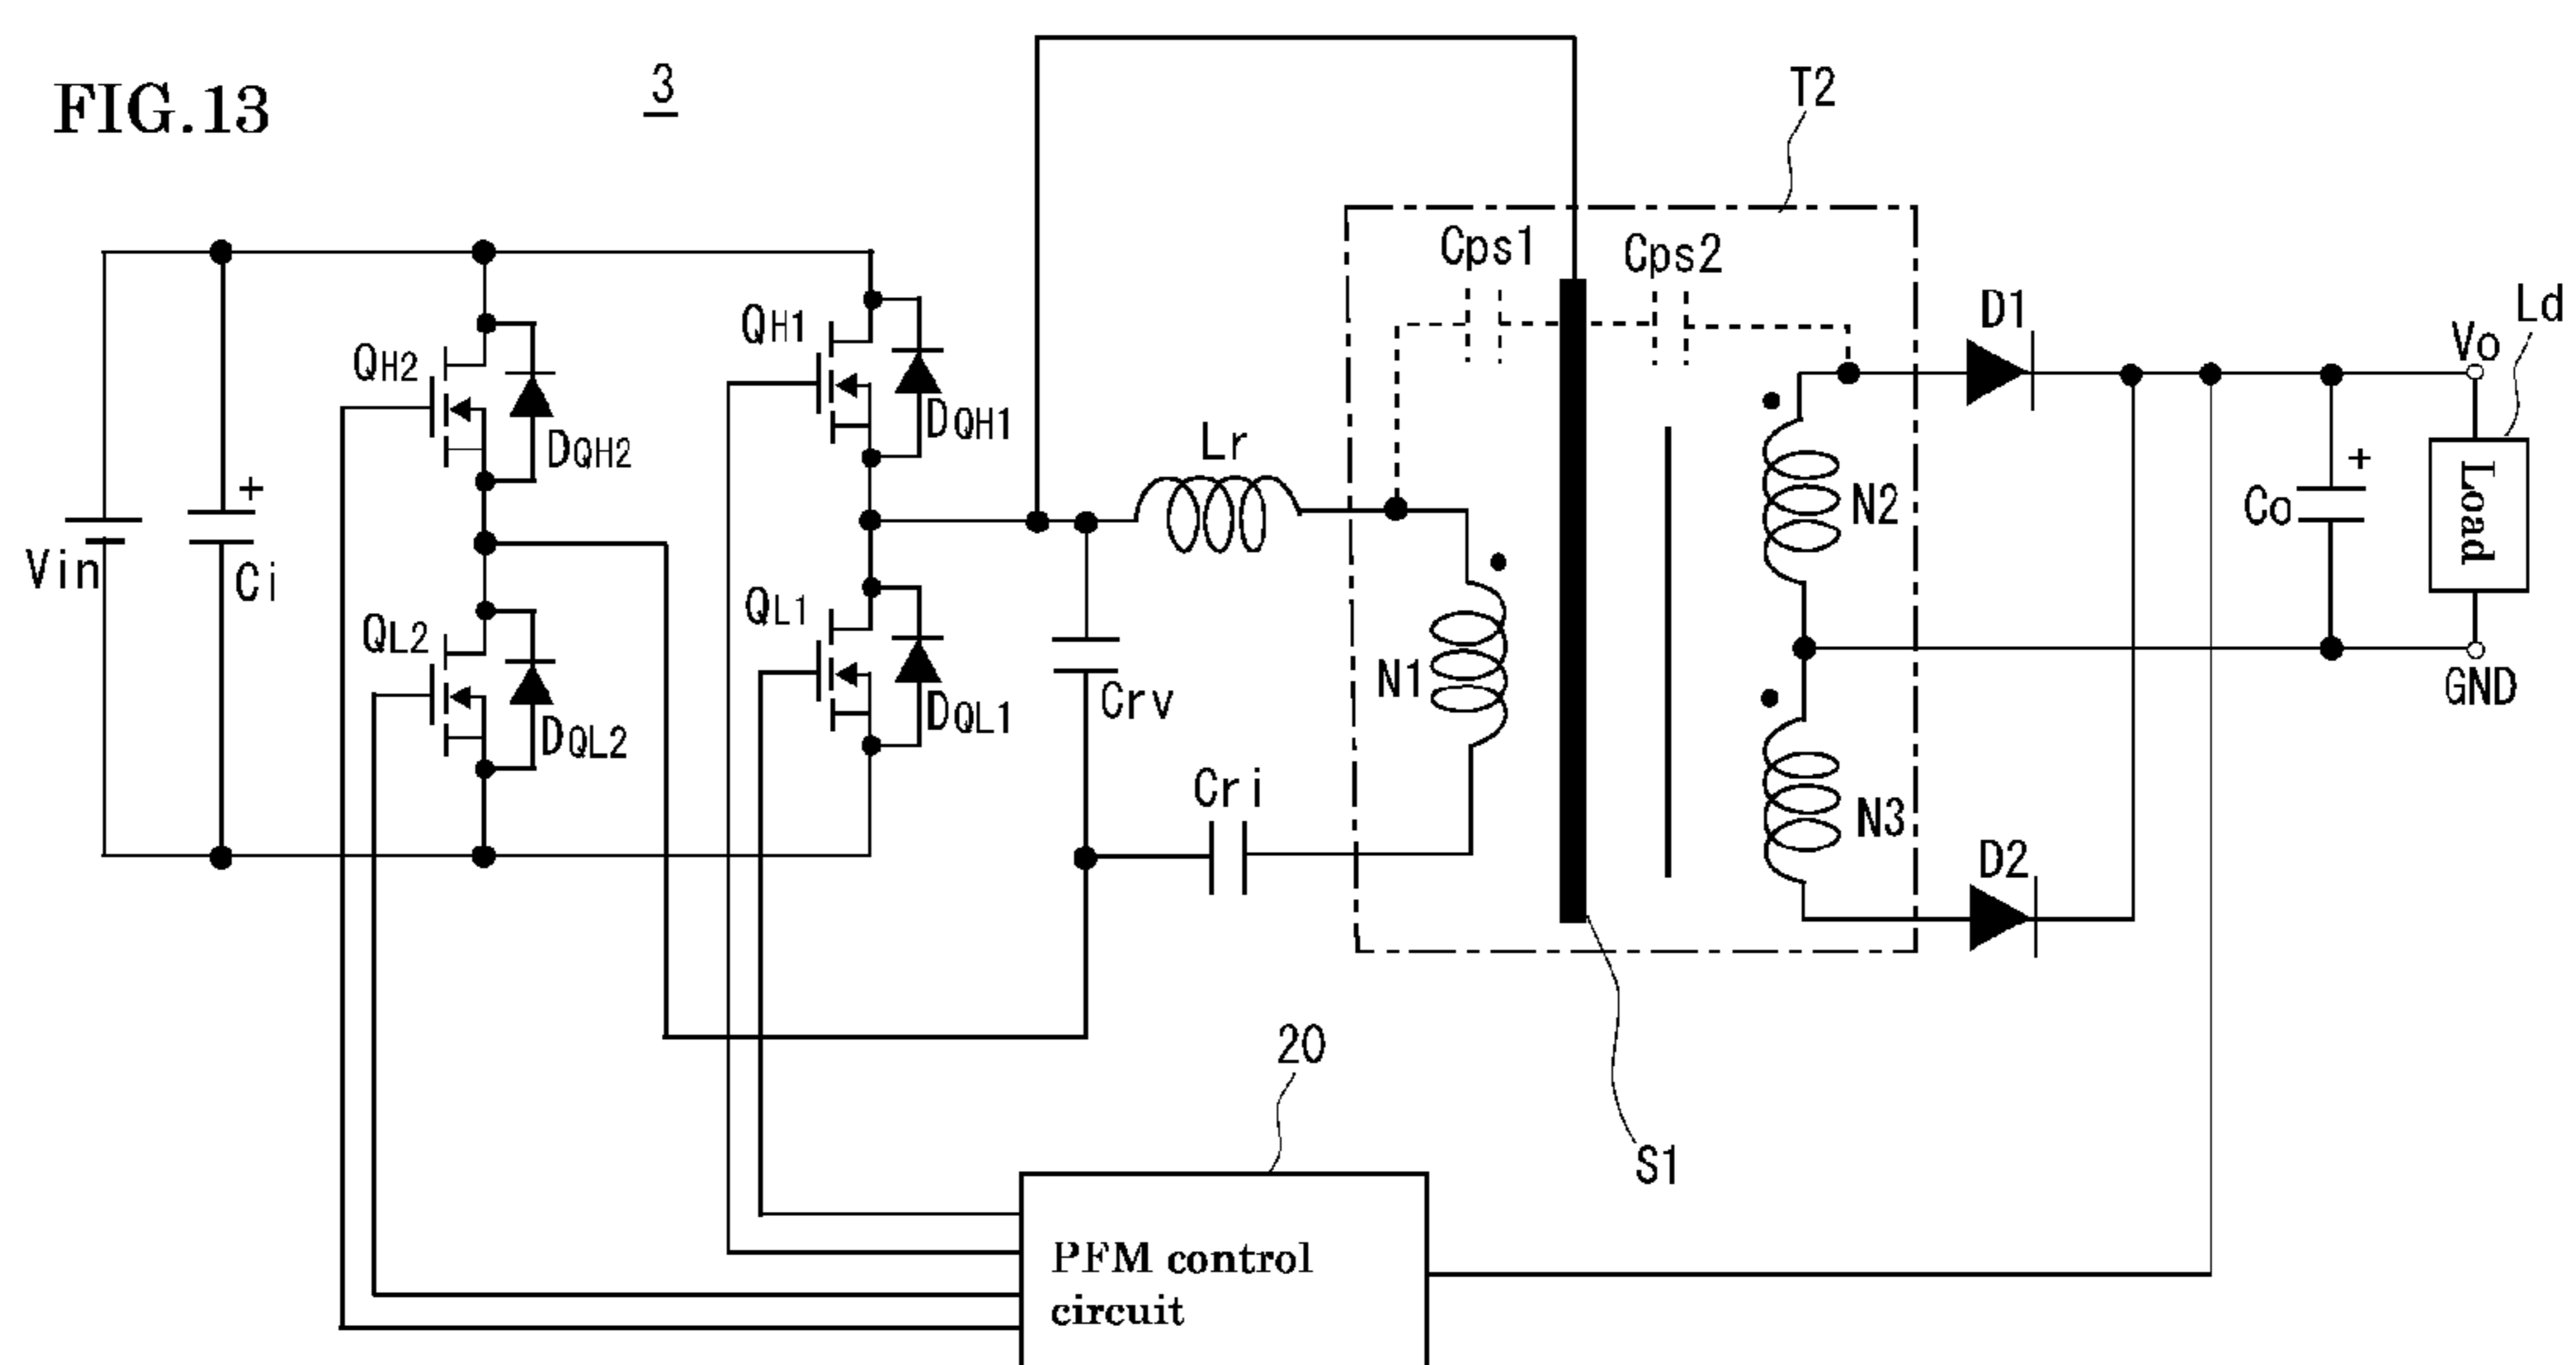 FIG.13
3
T2
Cps1
Cps2
QH1
D1
Ld
Vo
QH2
DQH1
Lr
DQH2
+
+
N2
Co
Load
Vin
Ci
QL1
QL2
N1
Crv
GND
DQL1
DQL2
Cri
N3
D2
20
S1
PFM control
circuit